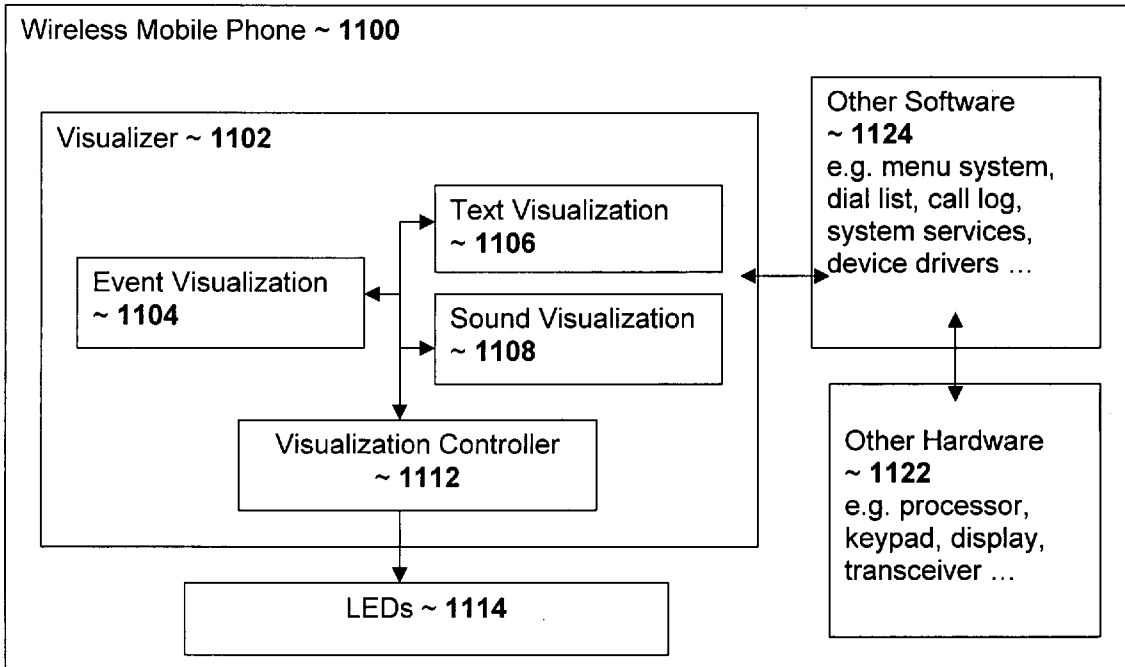 Wireless Mobile Phone ~ 1100
Visualizer ~ 1102
Text Visualization
~ 1106
Event Visualization
~ 1104
Sound Visualization
~ 1108
Visualization Controller
~ 1112
LEDs ~ 1114
Other Software
~ 1124
e.g. menu system,
dial list, call log,
system services,
device drivers ...
Other Hardware
~ 1122
e.g. processor,
keypad, display,
transceiver ...